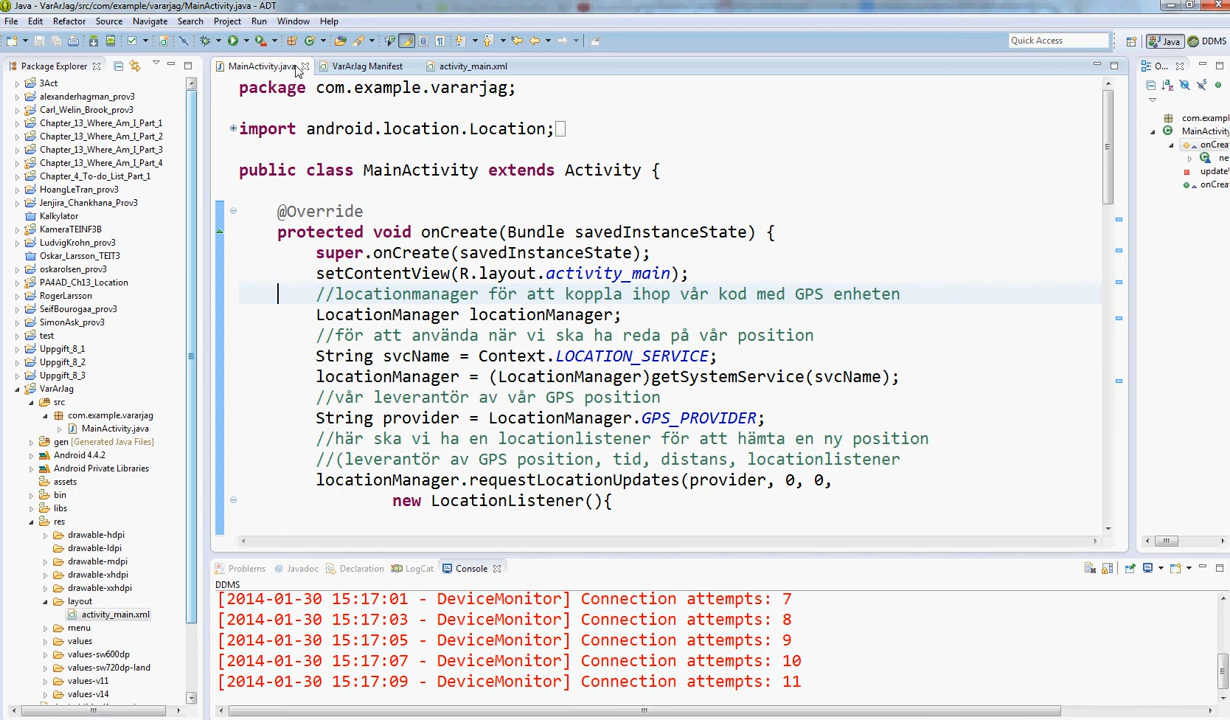 Java - VarArJag/src/com/example/vararjag/MainActivity.java - ADT
File Edit Refactor Source Navigate Search Project Run Window Help
Quick Access
Java
DDMS
Package Explorer
MainActivity.java
VarArJag Manifest
activity_main.xml
O...
3Act
alexanderhagman_prov3
Carl_Welin_Brook_prov3
Chapter_13_Where_Am_I_Part_1
Chapter_13_Where_Am_I_Part_2
Chapter_13_Where_Am_I_Part_3
Chapter_13_Where_Am_I_Part_4
Chapter_4_To-do_List_Part_1
HoangLeTran_prov3
Jenjira_Chankhana_Prov3
Kalkylator
KameraTEINF3B
LudvigKrohn_prov3
Oskar_Larsson_TEIT3
oskarolsen_prov3
PA4AD_Ch13_Location
RogerLarsson
SeifBourogaa_prov3
SimonAsk_prov3
test
Uppgift_8_1
Uppgift_8_2
Uppgift_8_3
VarArJag
src
com.example.vararjag
MainActivity.java
gen [Generated Java Files]
Android 4.4.2
Android Private Libraries
assets
bin
libs
res
drawable-hdpi
drawable-ldpi
drawable-mdpi
drawable-xhdpi
drawable-xxhdpi
layout
activity_main.xml
menu
values
values-sw600dp
values-sw720dp-land
values-v11
values-v14
package com.example.vararjag;
import android.location.Location;
public class MainActivity extends Activity {
@Override
protected void onCreate(Bundle savedInstanceState) {
super.onCreate(savedInstanceState);
setContentView(R.layout.activity_main);
//locationmanager för att koppla ihop vår kod med GPS enheten
LocationManager locationManager;
//för att använda när vi ska ha reda på vår position
String svcName = Context.LOCATION_SERVICE;
locationManager = (LocationManager)getSystemService(svcName);
//vår leverantör av vår GPS position
String provider = LocationManager.GPS_PROVIDER;
//här ska vi ha en locationlistener för att hämta en ny position
//(leverantör av GPS position, tid, distans, locationlistener
locationManager.requestLocationUpdates(provider, 0, 0,
new LocationListener(){
com.example
MainActivity
onCrea
ne
update
onCrea
Problems
Javadoc
Declaration
LogCat
Console
DDMS
[2014-01-30 15:17:01 - DeviceMonitor] Connection attempts: 7
[2014-01-30 15:17:03 - DeviceMonitor] Connection attempts: 8
[2014-01-30 15:17:05 - DeviceMonitor] Connection attempts: 9
[2014-01-30 15:17:07 - DeviceMonitor] Connection attempts: 10
[2014-01-30 15:17:09 - DeviceMonitor] Connection attempts: 11